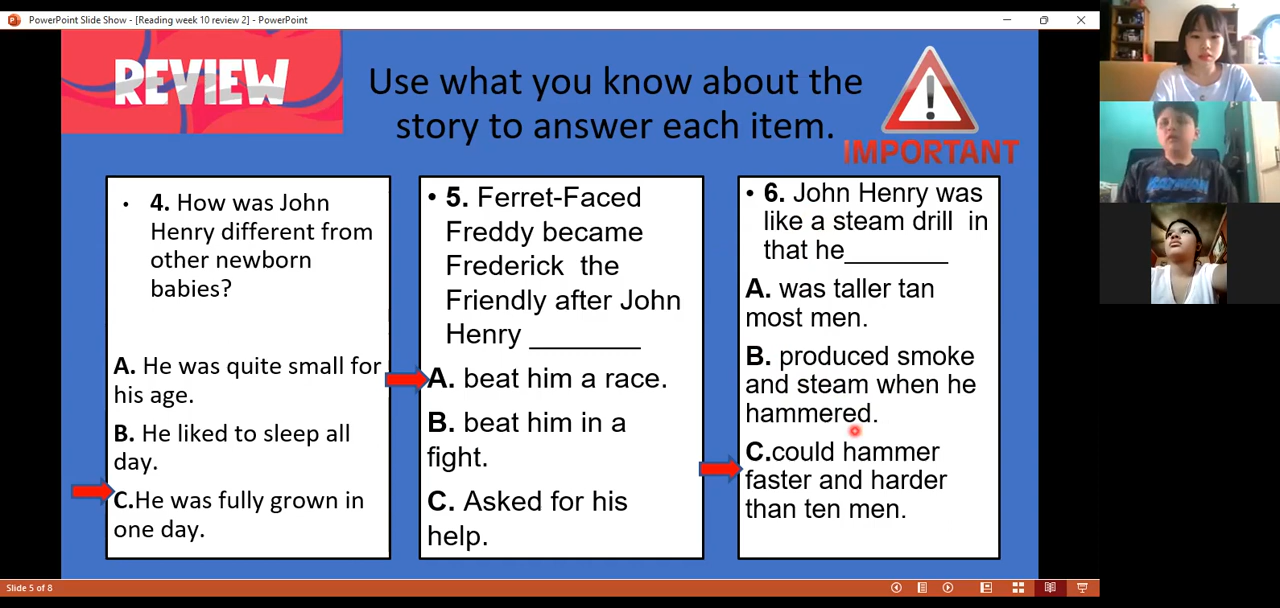 PowerPoint Slide Show - [Reading week 10 review 2] - PowerPoint
REVIEW
Use what you know about the
story to answer each item.
IMPORTANT
• 4. How was John
Henry different from
other newborn
babies?
A. He was quite small for
his age.
B. He liked to sleep all
day.
C.He was fully grown in
one day.
• 5. Ferret-Faced
Freddy became
Frederick the
Friendly after John
Henry ________
A. beat him a race.
B. beat him in a
fight.
C. Asked for his
help.
• 6. John Henry was
like a steam drill in
that he________
A. was taller tan
most men.
B. produced smoke
and steam when he
hammered.
C.could hammer
faster and harder
than ten men.
Slide 5 of 8